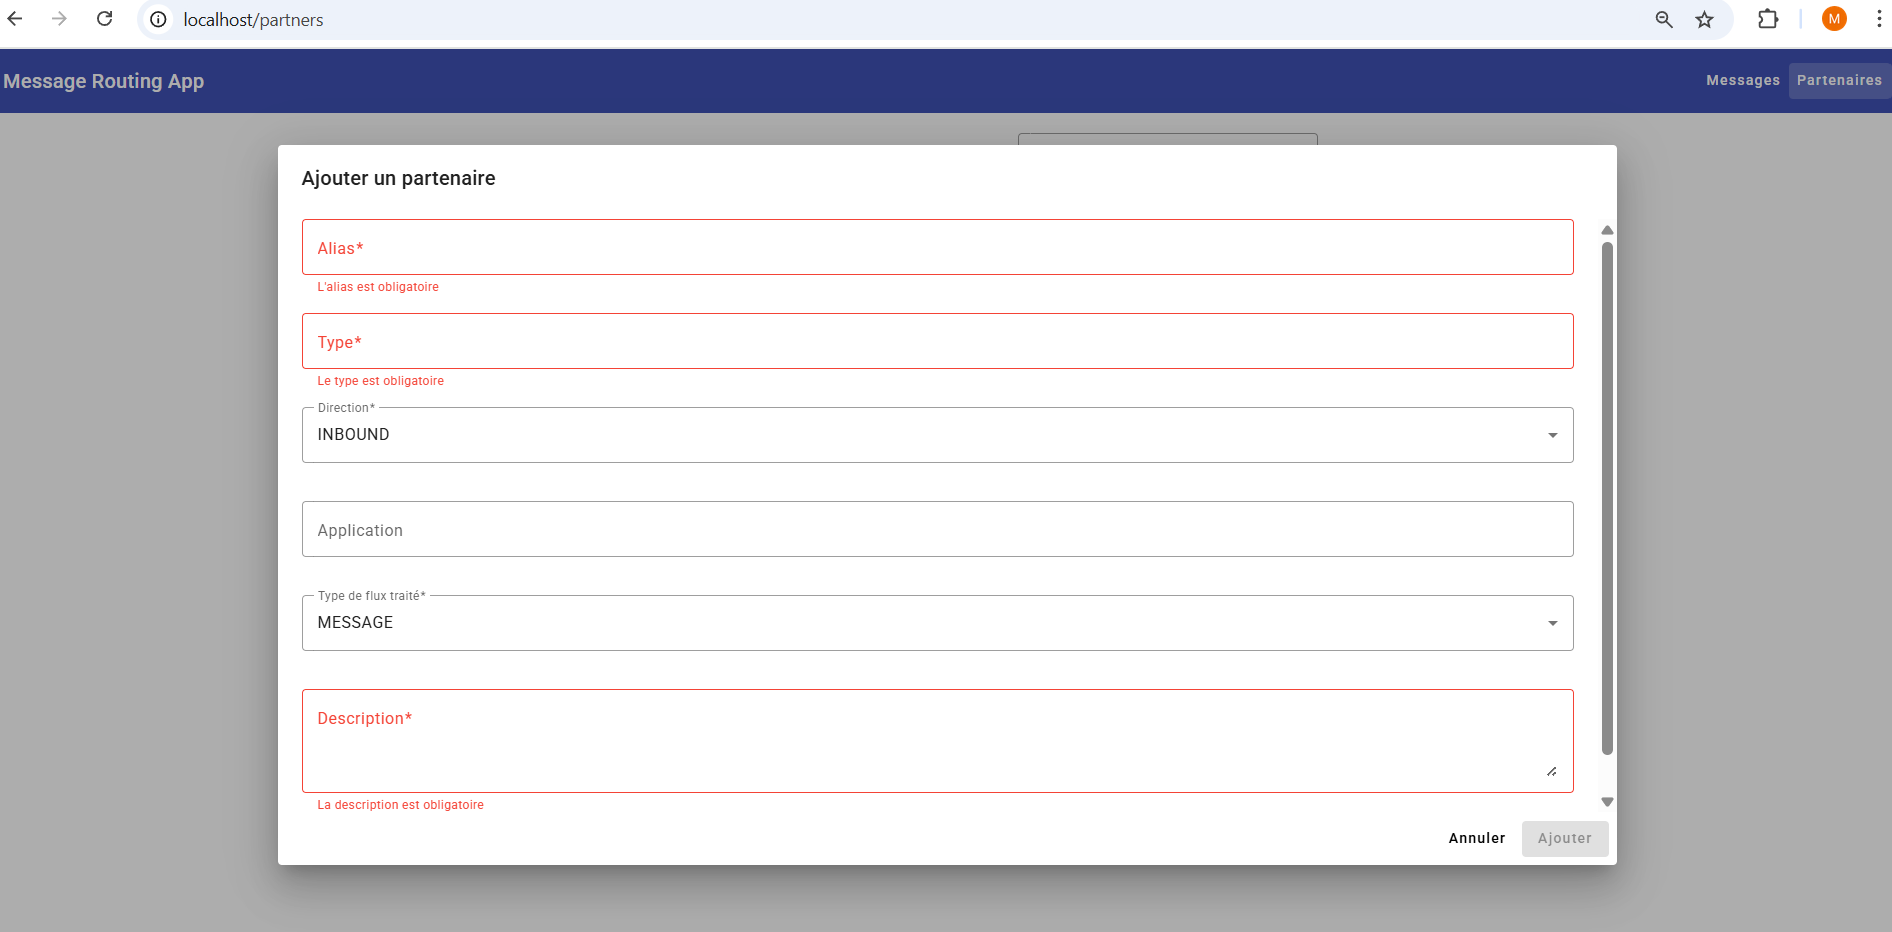 localhost/partners
M
Message Routing App
Messages
Partenaires
Ajouter un partenaire
Alias*
L'alias est obligatoire
Type*
Le type est obligatoire
Direction*
INBOUND
Application
Type de flux traité*
MESSAGE
Description*
La description est obligatoire
Annuler
Ajouter